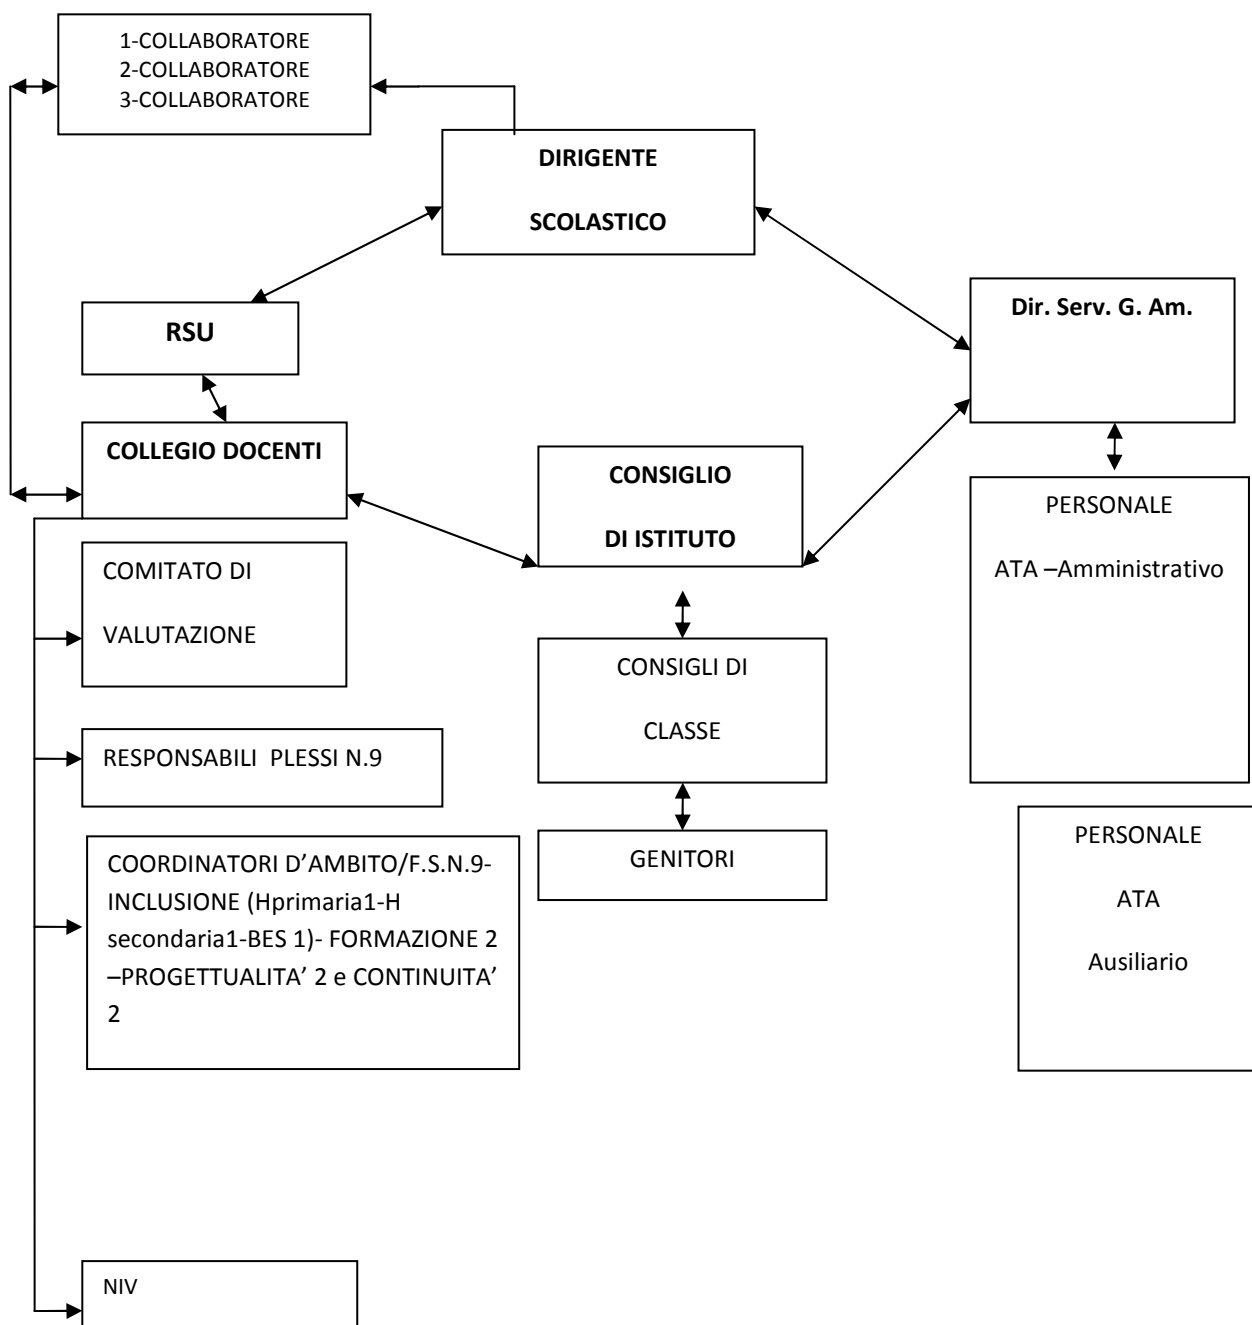 1-COLLABORATORE
2-COLLABORATORE
3-COLLABORATORE
DIRIGENTE
SCOLASTICO
RSU
Dir. Serv. G. Am.
COLLEGIO DOCENTI
CONSIGLIO
DI ISTITUTO
PERSONALE
ATA –Amministrativo
COMITATO DI
VALUTAZIONE
CONSIGLI DI
CLASSE
RESPONSABILI  PLESSI N.9
GENITORI
PERSONALE
ATA
Ausiliario
COORDINATORI D’AMBITO/F.S.N.9-
INCLUSIONE (Hprimaria1-H
secondaria1-BES 1)- FORMAZIONE 2
–PROGETTUALITA’ 2 e CONTINUITA’
2
NIV